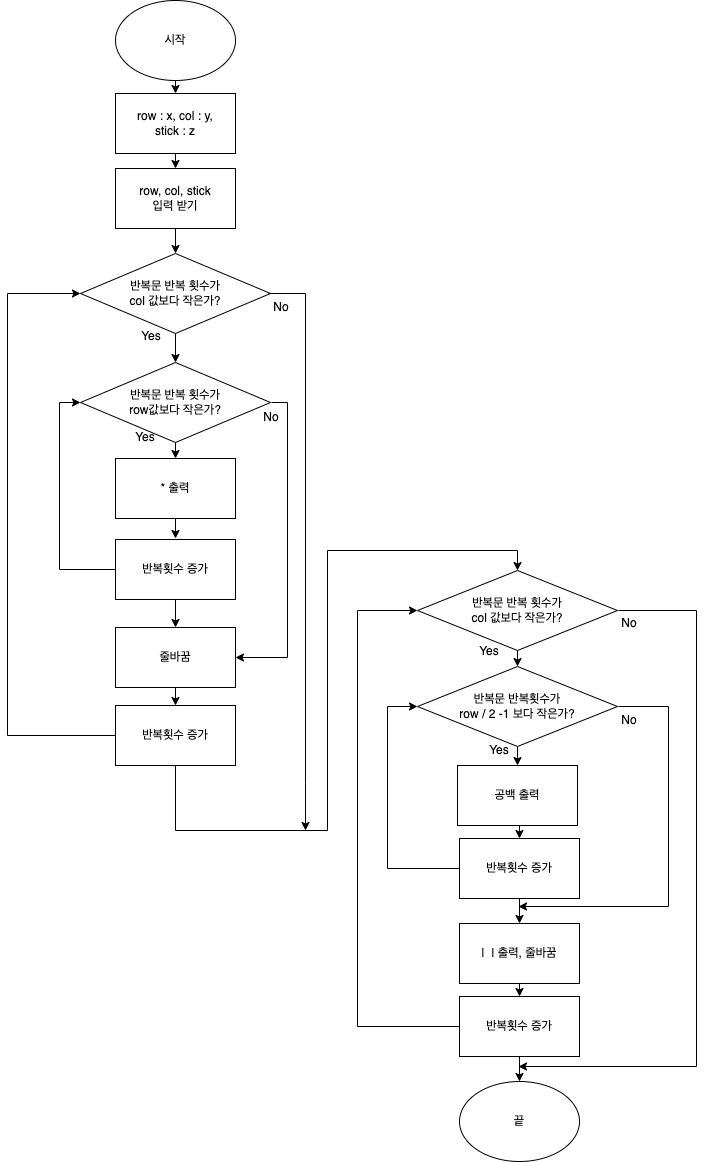 시작
row : x, col : y,
stick : z
row, col, stick
입력 받기
반복문 반복 횟수가
col 값보다 작은가?
No
Yes
반복문 반복 횟수가
row값보다 작은가?
No
Yes
* 출력
반복횟수 증가
줄바꿈
반복횟수 증가
반복문 반복 횟수가
col 값보다 작은가?
No
Yes
반복문 반복횟수가
row / 2 -1 보다 작은가?
No
Yes
공백 출력
반복횟수 증가
ㅣㅣ출력, 줄바꿈
반복횟수 증가
끝